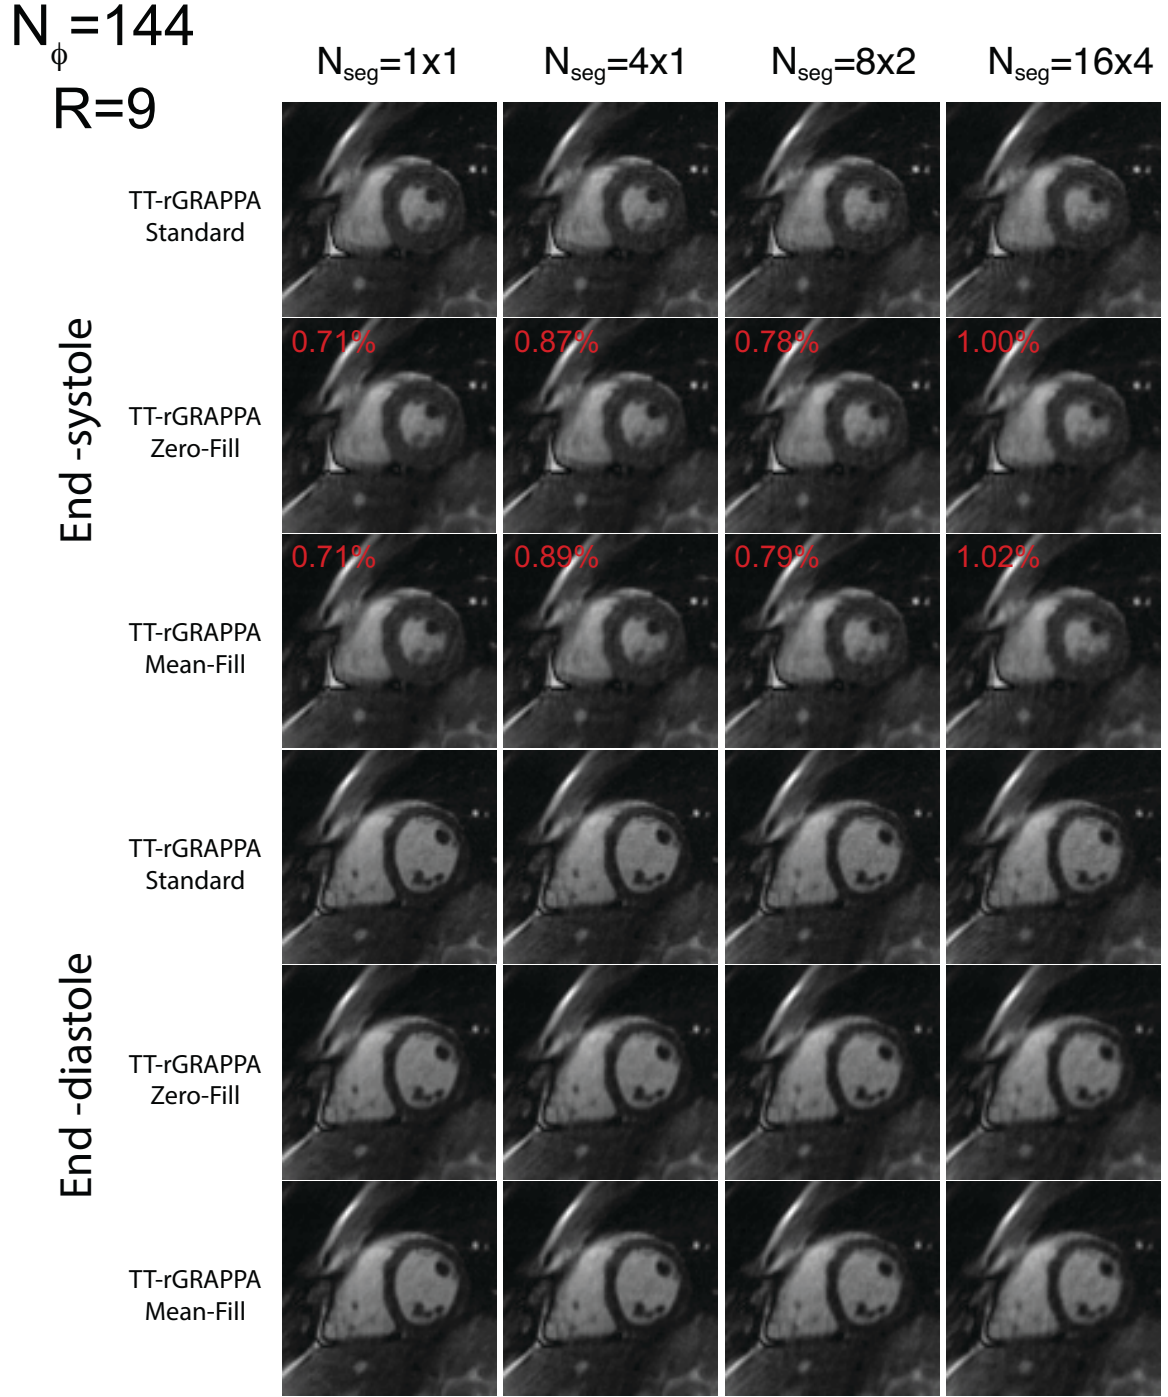 Nϕ=144
R=9
Nseg=1x1 Nseg=4x1 Nseg=8x2 Nseg=16x4
End -systole
TT-rGRAPPA
Standard
TT-rGRAPPA
Zero-Fill
0.71% 0.87% 0.78% 1.00%
TT-rGRAPPA
Mean-Fill
0.71% 0.89% 0.79% 1.02%
End -diastole
TT-rGRAPPA
Standard
TT-rGRAPPA
Zero-Fill
TT-rGRAPPA
Mean-Fill